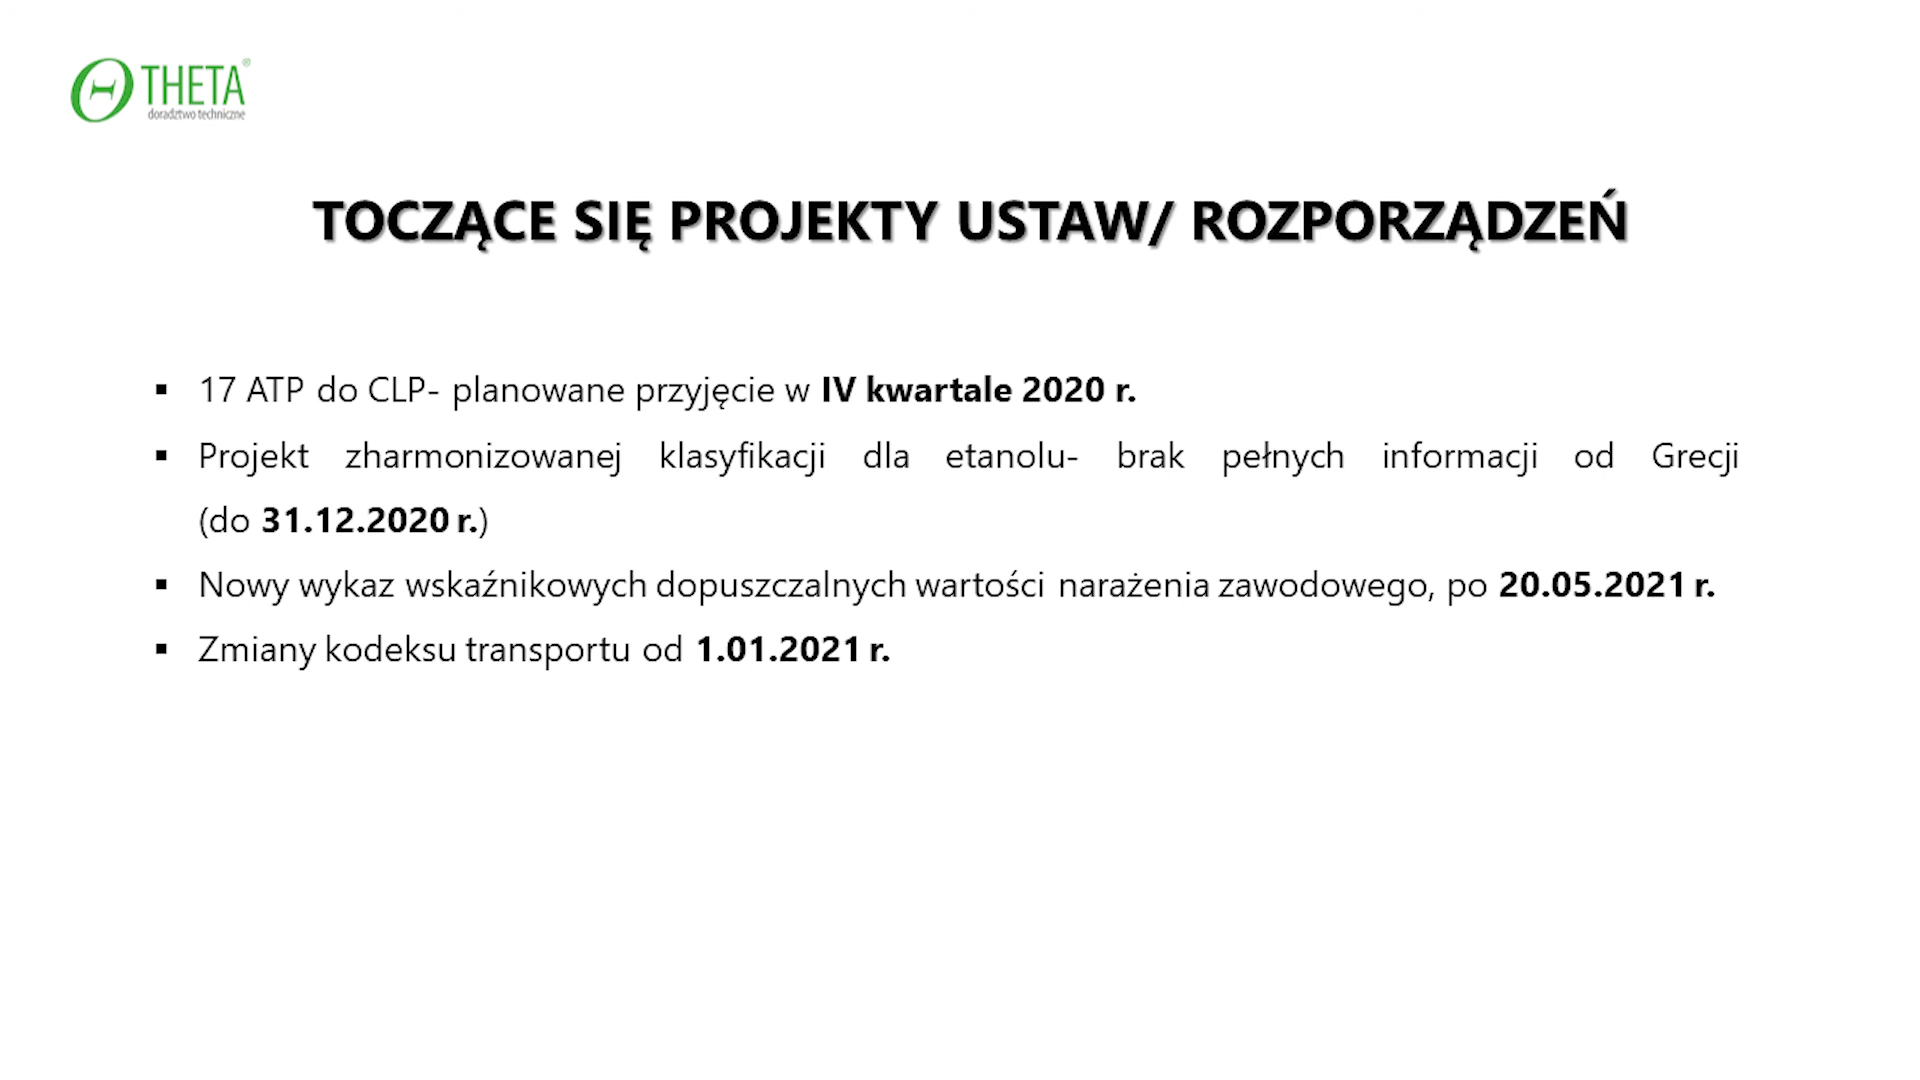 THETA®
doradztwo techniczne
TOCZĄCE SIĘ PROJEKTY USTAW/ ROZPORZĄDZEŃ
▪ 17 ATP do CLP- planowane przyjęcie w IV kwartale 2020 r.
▪ Projekt zharmonizowanej klasyfikacji dla etanolu- brak pełnych informacji od Grecji
(do 31.12.2020 r.)
▪ Nowy wykaz wskaźnikowych dopuszczalnych wartości narażenia zawodowego, po 20.05.2021 r.
▪ Zmiany kodeksu transportu od 1.01.2021 r.